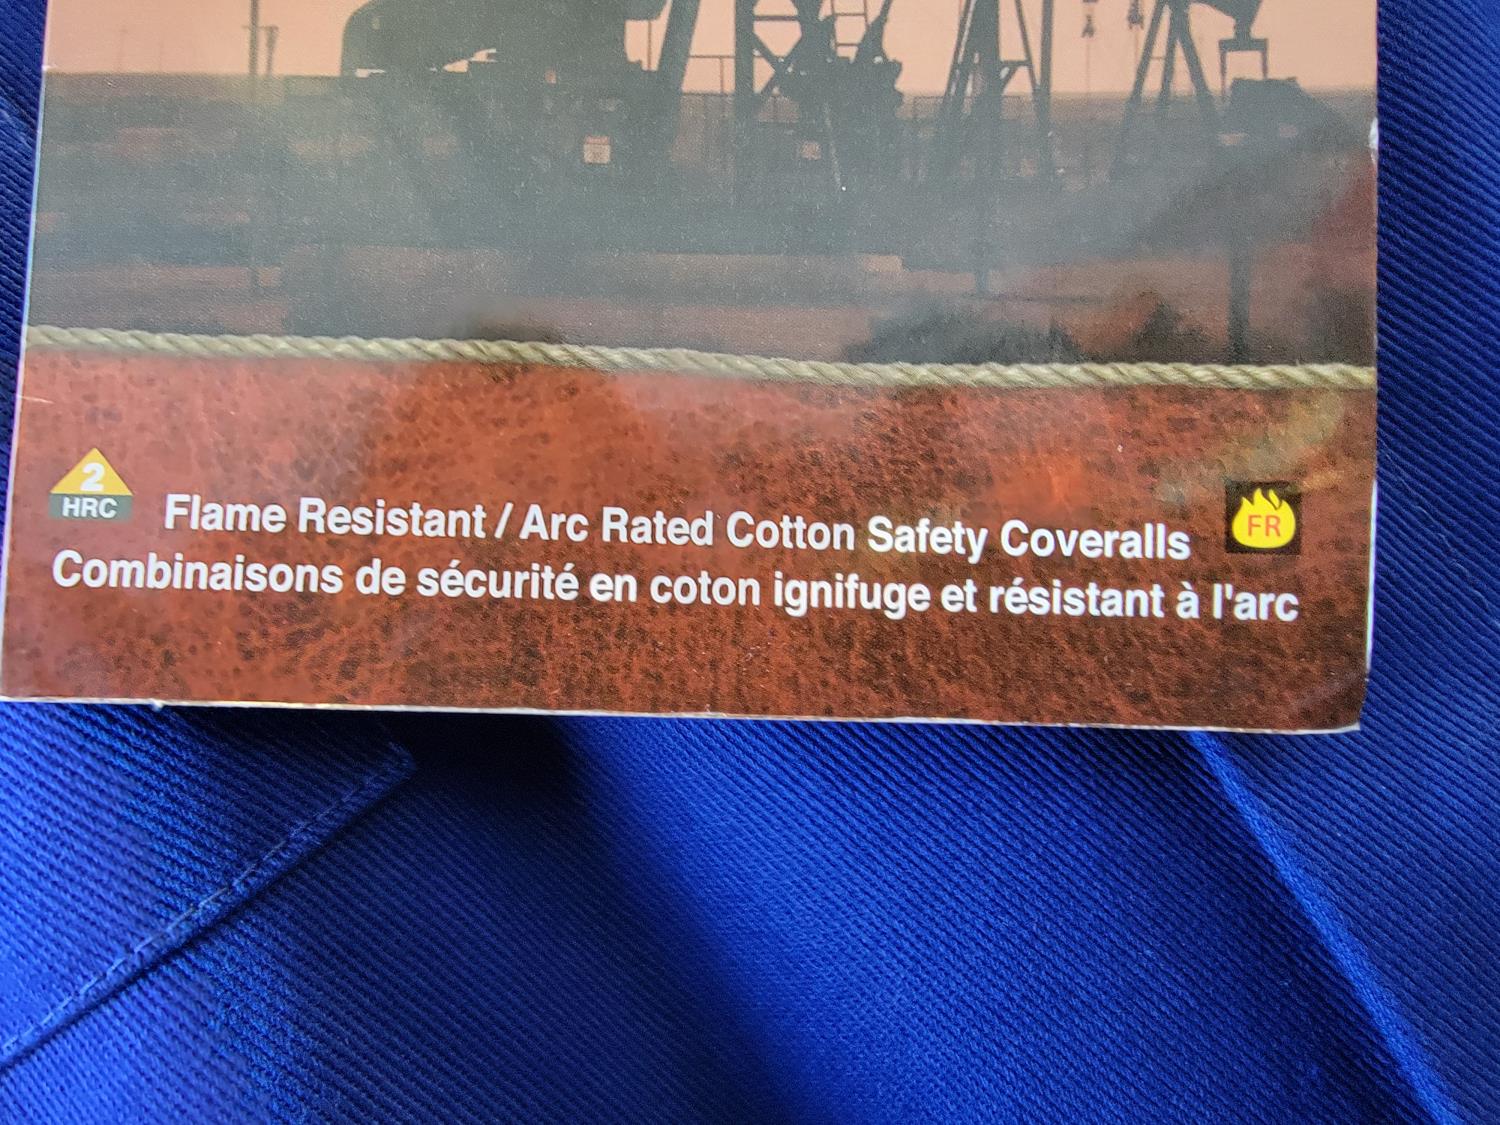 2
HRC
Flame Resistant / Arc Rated Cotton Safety Coveralls
FR
Combinaisons de sécurité en coton ignifuge et résistant à l'arc